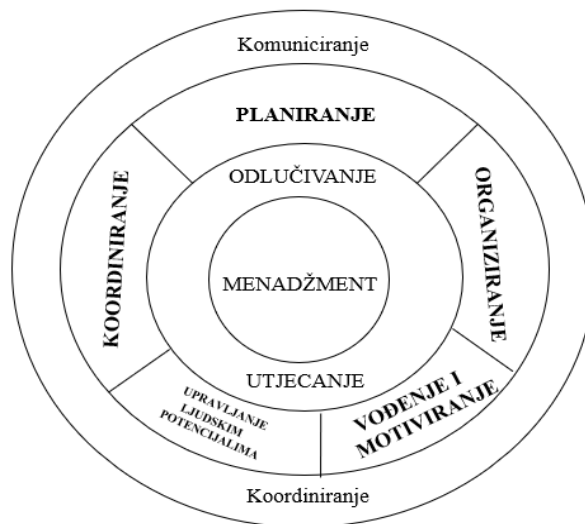 Komuniciranje
PLANIRANJE
ODLUČIVANJE
KOORDINIRANJE
ORGANIZIRANJE
MENADŽMENT
UTJECANJE
UPRAVLJANJE
LJUDSKIM
POTENCIJALIMA
VOĐENJE I
MOTIVIRANJE
Koordiniranje